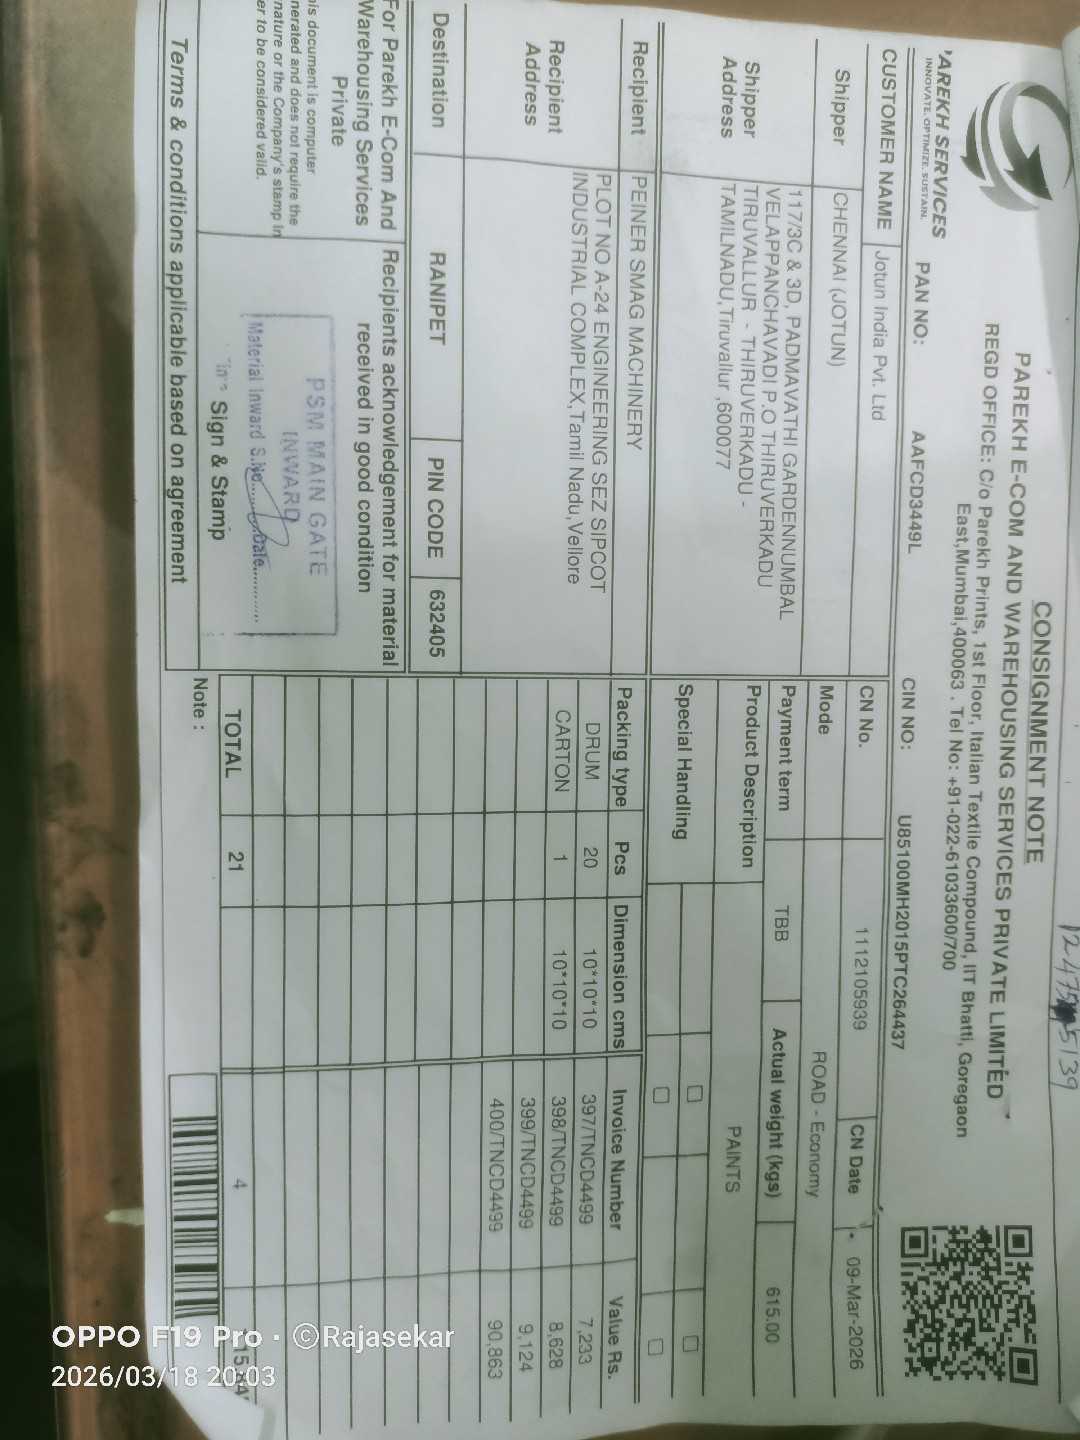 CONSIGNMENT NOTE
PAREKH E-COM AND WAREHOUSING SERVICES PRIVATE LIMITED
REGD OFFICE: C/o Parekh Prints, 1st Floor, Italian Textile Compound, IIT Bhatti, Goregaon
East,Mumbai,400063 . Tel No: +91-022-61033600/700
'AREKH SERVICES
INNOVATE. OPTIMIZE. SUSTAIN.
PAN NO: AAFCD3449L CIN NO: U85100MH2015PTC264437
CUSTOMER NAME Jotun India Pvt. Ltd
Shipper CHENNAI (JOTUN)
Shipper Address
117/3C & 3D, PADMAVATHI GARDENNUMBAL
VELAPPANCHAVADI P.O THIRUVERKADU
TIRUVALLUR - THIRUVERKADU -
TAMILNADU,Tiruvallur ,600077
Recipient PEINER SMAG MACHINERY
Recipient Address
PLOT NO A-24 ENGINEERING SEZ SIPCOT
INDUSTRIAL COMPLEX,Tamil Nadu,Vellore
Destination RANIPET PIN CODE 632405
For Parekh E-Com And
Warehousing Services
Private
his document is computer
nerated and does not require the
nature or the Company's stamp in
er to be considered valid.
Recipients acknowledgement for material
received in good condition
PSM MAIN GATE
INWARD
Material Inward S.No..........Date............
Sign & Stamp
Terms & conditions applicable based on agreement
CN No. 1112105939 CN Date 09-Mar-2026
Mode ROAD - Economy
Payment term TBB Actual weight (kgs) 615.00
Product Description PAINTS
Special Handling
Packing type Pcs Dimension cms Invoice Number Value Rs.
DRUM 20 10*10*10 397/TNCD4499 7,233
CARTON 1 10*10*10 398/TNCD4499 8,628
399/TNCD4499 9,124
400/TNCD4499 90,863
TOTAL 21 4
Note :
OPPO F19 Pro · ©Rajasekar
2026/03/18 20:03